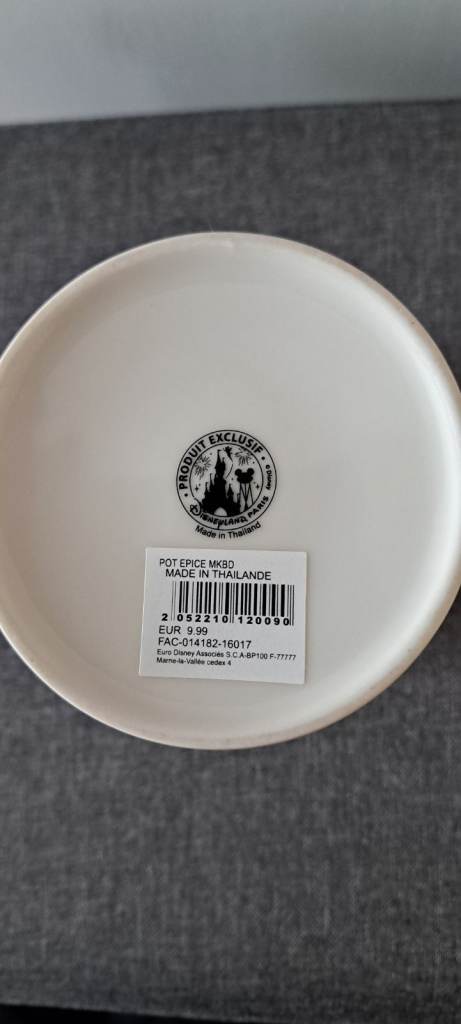 PRODUIT EXCLUSIF
DISNEYLAND PARIS
Made in Thailand
POT EPICE MKBD
MADE IN THAILANDE
2 052210 120090
EUR 9.99
FAC-014182-16017
Euro Disney Associés S.C.A-BP100 F-77777
Marne-la-Vallée cedex 4